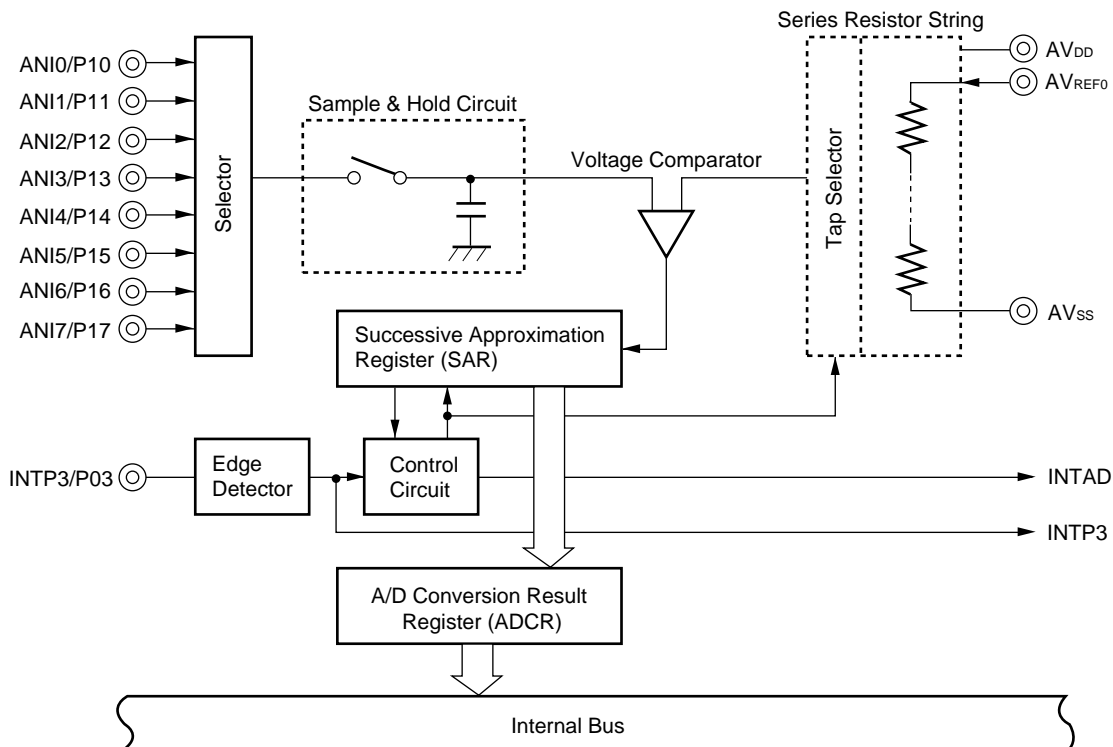 Series Resistor String
ANI0/P10
ANI1/P11
ANI2/P12
ANI3/P13
ANI4/P14
ANI5/P15
ANI6/P16
ANI7/P17
Selector
Sample & Hold Circuit
Voltage Comparator
Tap Selector
AVDD
AVREF0
AVSS
Successive Approximation
Register (SAR)
INTP3/P03
Edge
Detector
Control
Circuit
INTAD
INTP3
A/D Conversion Result
Register (ADCR)
Internal Bus